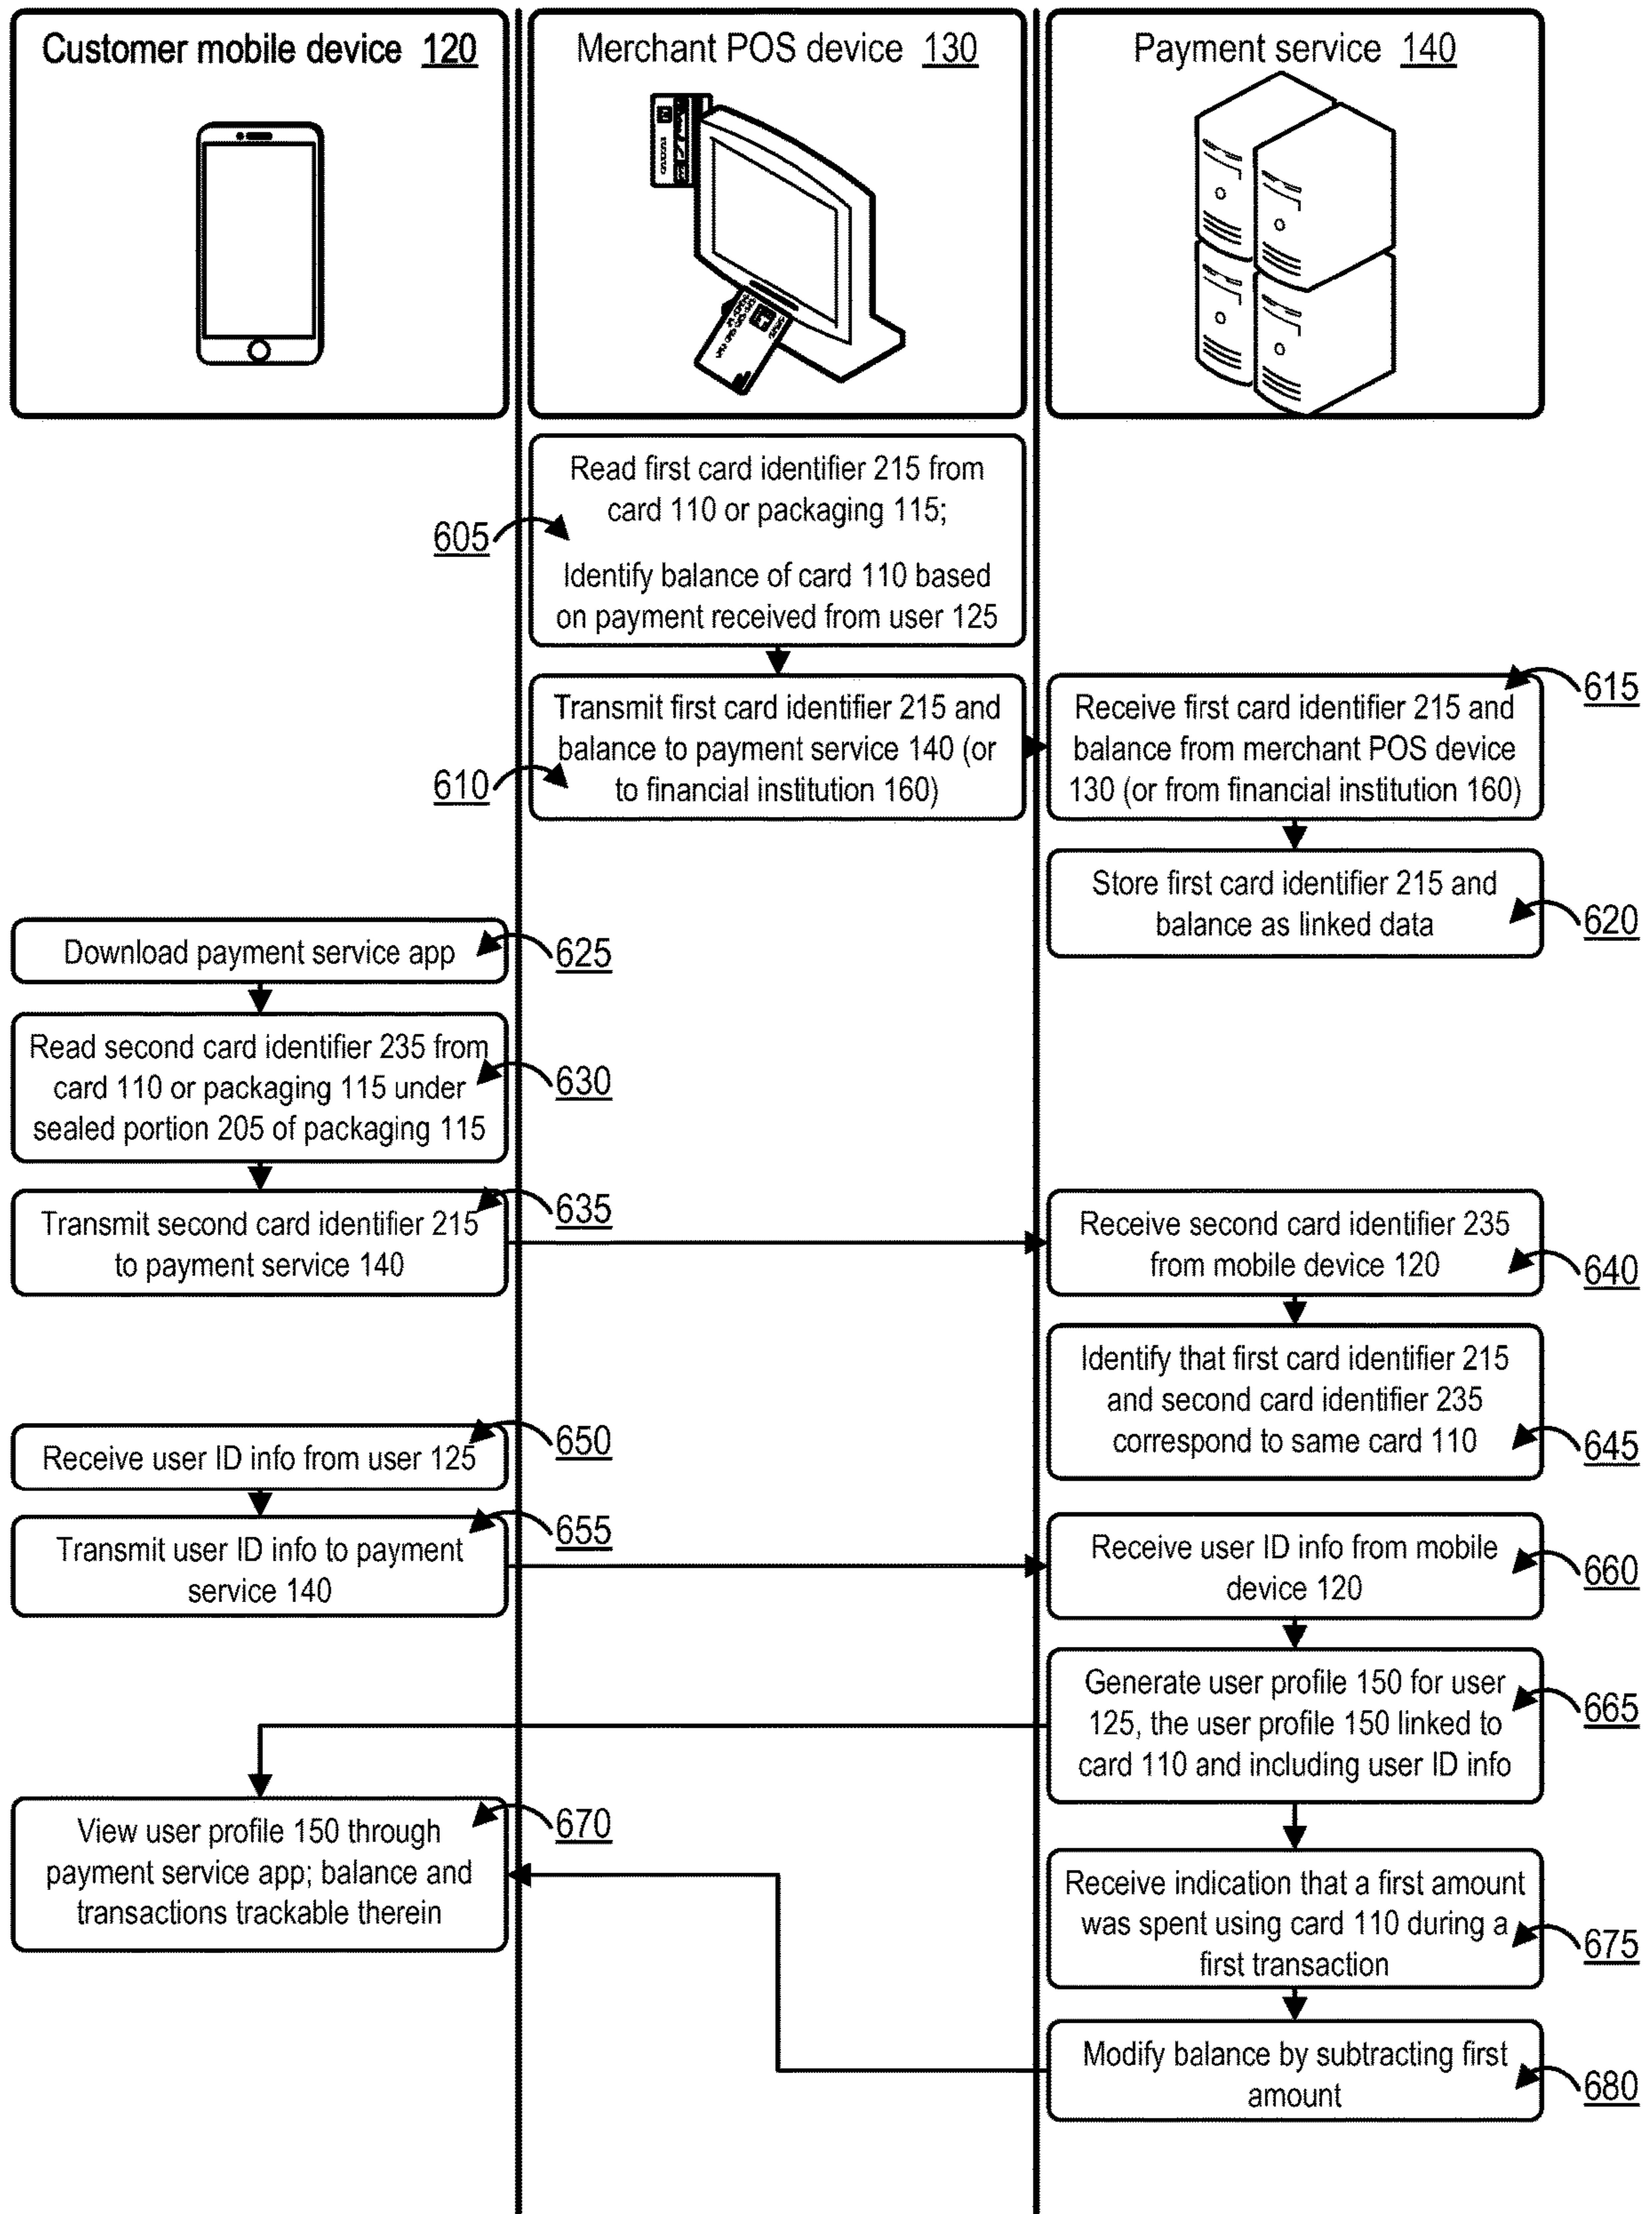 Customer mobile device 120
Merchant POS device 130
Payment service 140
Read first card identifier 215 from
card 110 or packaging 115;
605
Identify balance of card 110 based
on payment received from user 125
Transmit first card identifier 215 and
balance to payment service 140 (or
to financial institution 160)
610
615
Receive first card identifier 215 and
balance from merchant POS device
130 (or from financial institution 160)
Store first card identifier 215 and
balance as linked data
620
Download payment service app
625
Read second card identifier 235 from
card 110 or packaging 115 under
sealed portion 205 of packaging 115
630
Transmit second card identifier 215
to payment service 140
635
Receive second card identifier 235
from mobile device 120
640
Identify that first card identifier 215
and second card identifier 235
correspond to same card 110
645
Receive user ID info from user 125
650
Transmit user ID info to payment
service 140
655
Receive user ID info from mobile
device 120
660
Generate user profile 150 for user
125, the user profile 150 linked to
card 110 and including user ID info
665
View user profile 150 through
payment service app; balance and
transactions trackable therein
670
Receive indication that a first amount
was spent using card 110 during a
first transaction
675
Modify balance by subtracting first
amount
680